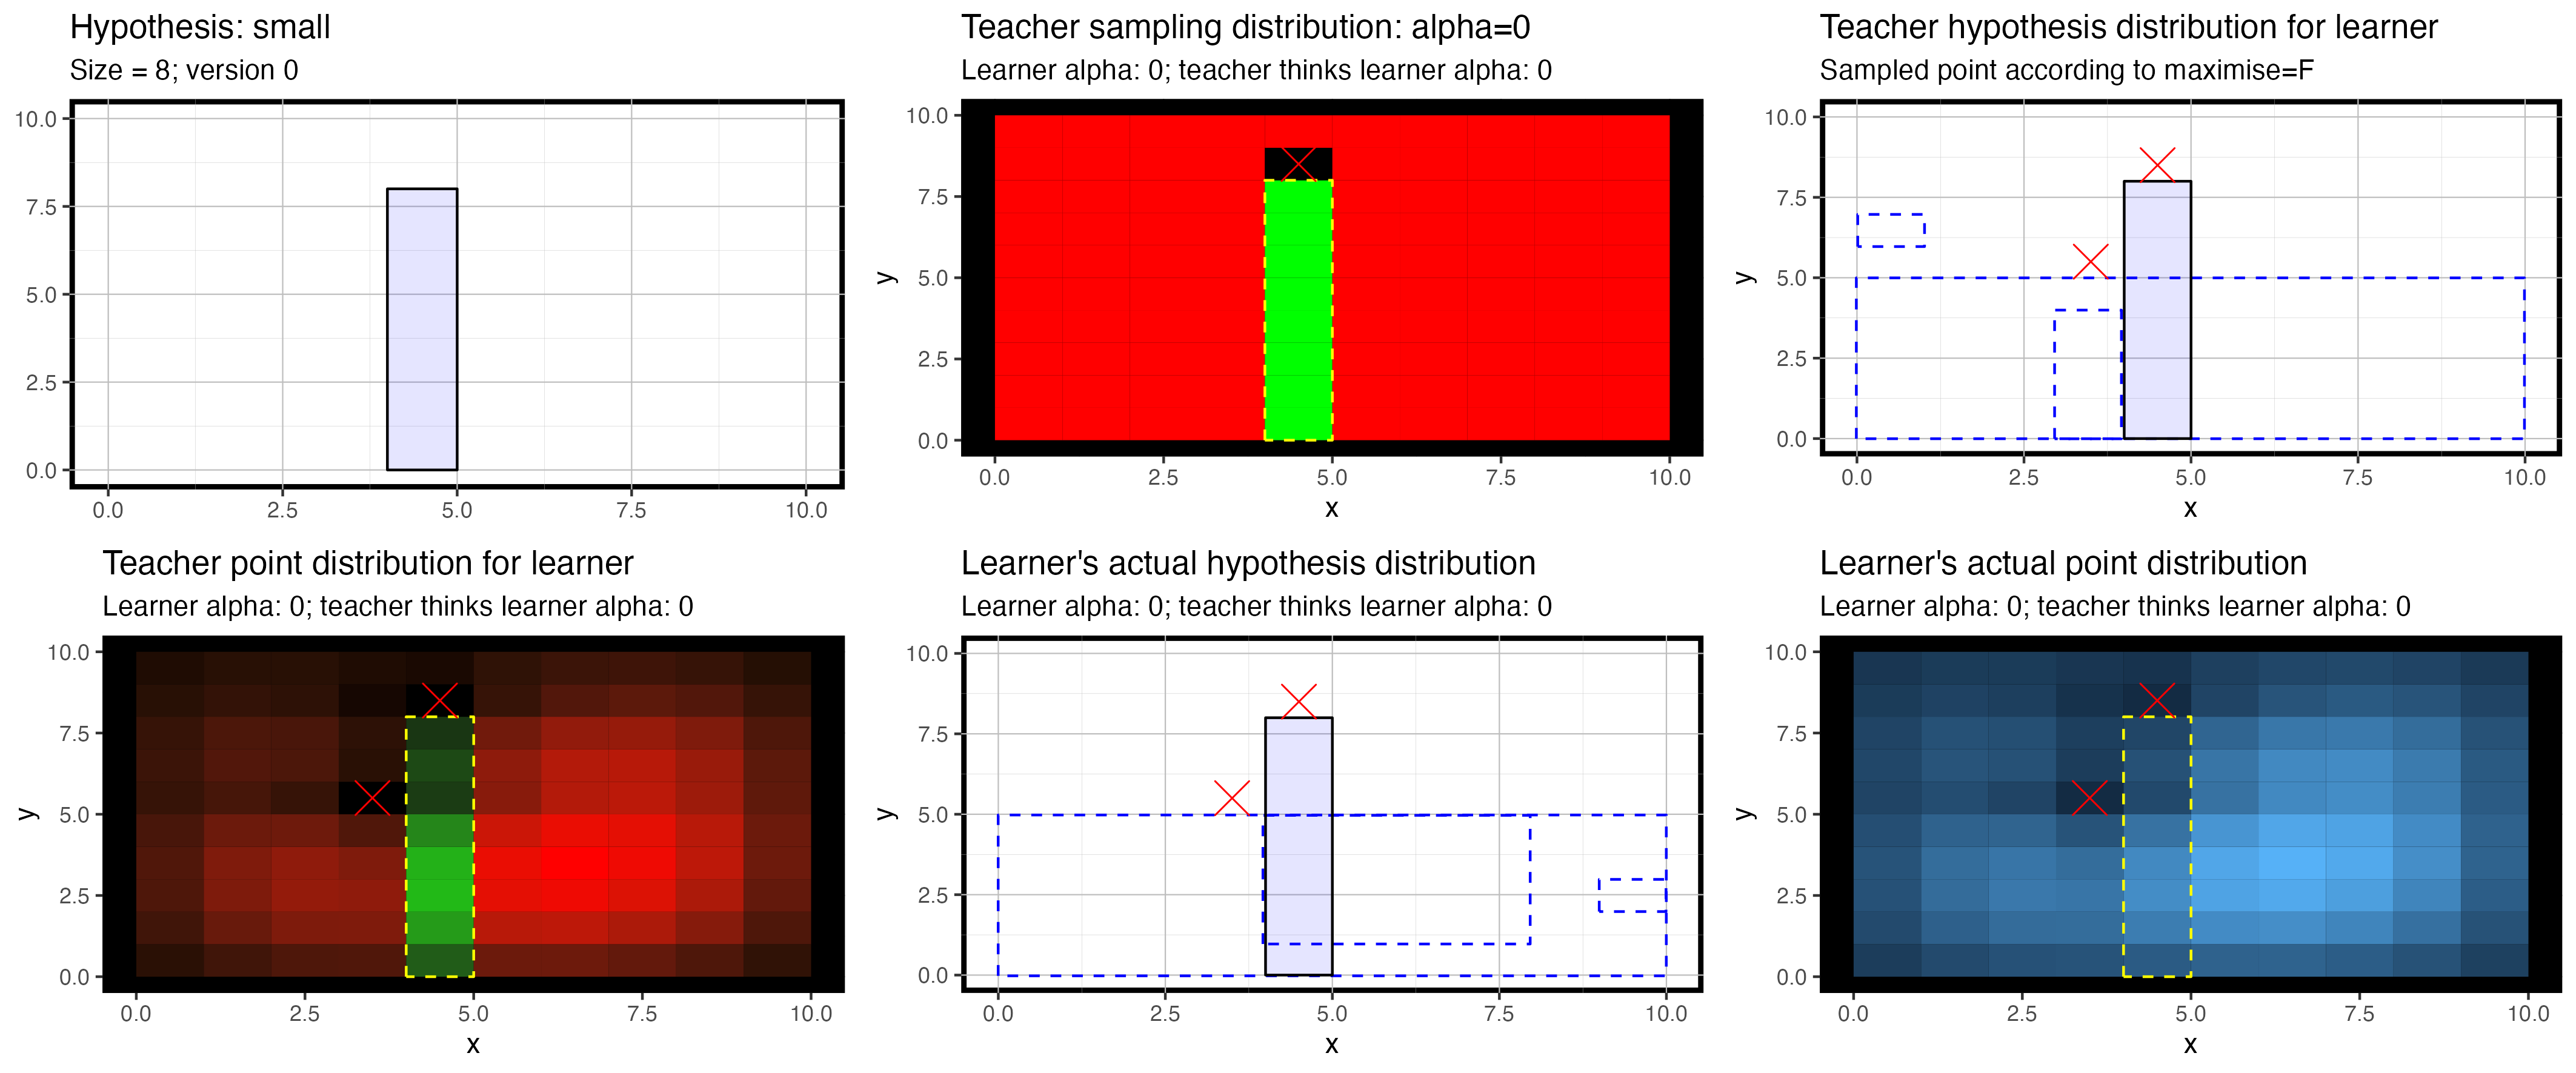 Hypothesis: small
Size = 8; version 0
10.0
7.5
5.0
2.5
0.0
0.0 2.5 5.0 7.5 10.0
Teacher sampling distribution: alpha=0
Learner alpha: 0; teacher thinks learner alpha: 0
y
10.0
7.5
5.0
2.5
0.0
0.0 2.5 5.0 7.5 10.0
x
Teacher hypothesis distribution for learner
Sampled point according to maximise=F
y
10.0
7.5
5.0
2.5
0.0
0.0 2.5 5.0 7.5 10.0
x
Teacher point distribution for learner
Learner alpha: 0; teacher thinks learner alpha: 0
y
10.0
7.5
5.0
2.5
0.0
0.0 2.5 5.0 7.5 10.0
x
Learner's actual hypothesis distribution
Learner alpha: 0; teacher thinks learner alpha: 0
y
10.0
7.5
5.0
2.5
0.0
0.0 2.5 5.0 7.5 10.0
x
Learner's actual point distribution
Learner alpha: 0; teacher thinks learner alpha: 0
y
10.0
7.5
5.0
2.5
0.0
0.0 2.5 5.0 7.5 10.0
x